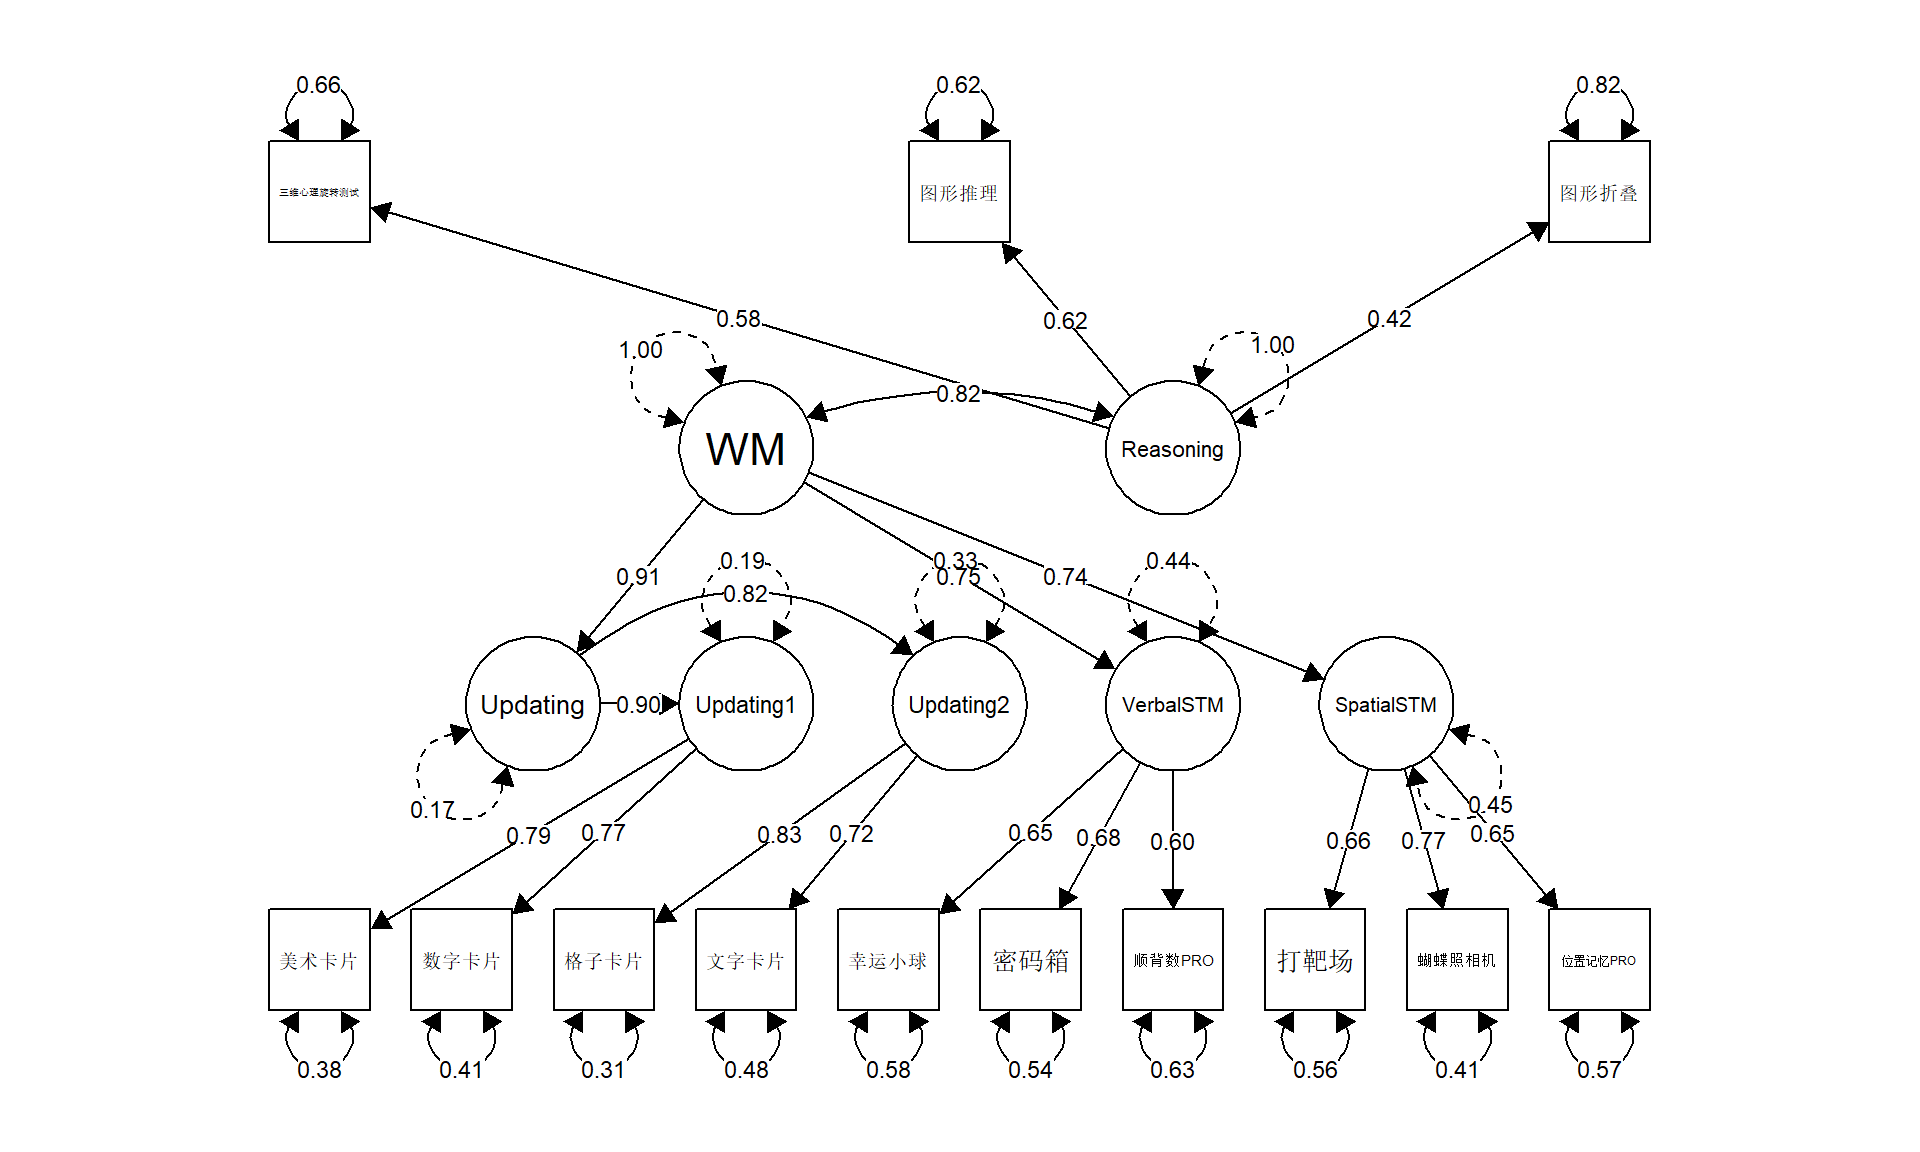 0.66
0.62
0.82
三维心理旋转测试
图形推理
图形折叠
0.58
0.62
0.42
1.00
1.00
0.82
WM
Reasoning
0.91
0.19
0.82
0.33
0.75
0.74
0.44
Updating
0.90
Updating1
Updating2
VerbalSTM
SpatialSTM
0.17
0.79
0.77
0.83
0.72
0.65
0.68
0.60
0.66
0.77
0.45
0.65
美术卡片
数字卡片
格子卡片
文字卡片
幸运小球
密码箱
顺背数PRO
打靶场
蝴蝶照相机
位置记忆PRO
0.38
0.41
0.31
0.48
0.58
0.54
0.63
0.56
0.41
0.57